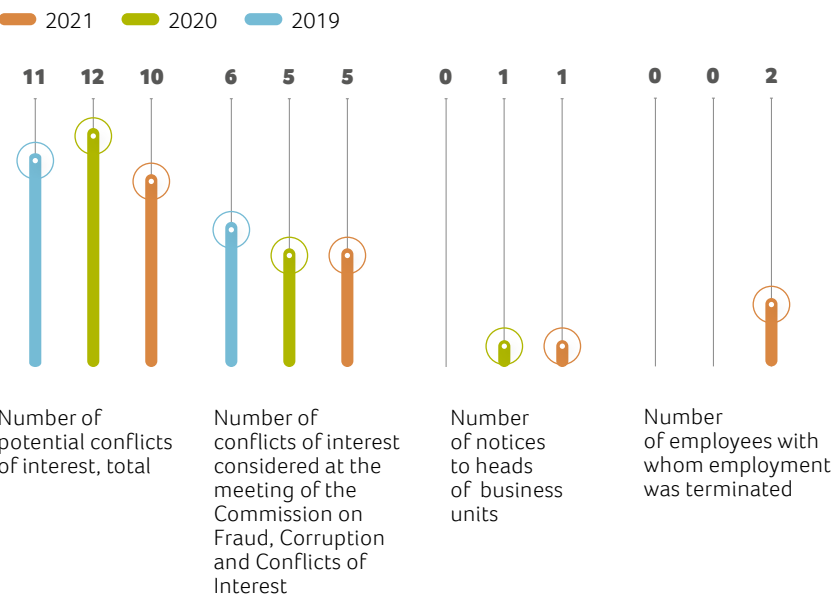 2021 2020 2019
11 12 10 6 5 5 0 1 1 0 0 2
Number of
potential conflicts
of interest, total
Number of
conflicts of interest
considered at the
meeting of the
Commission on
Fraud, Corruption
and Conflicts of
Interest
Number
of notices
to heads
of business
units
Number
of employees with
whom employment
was terminated